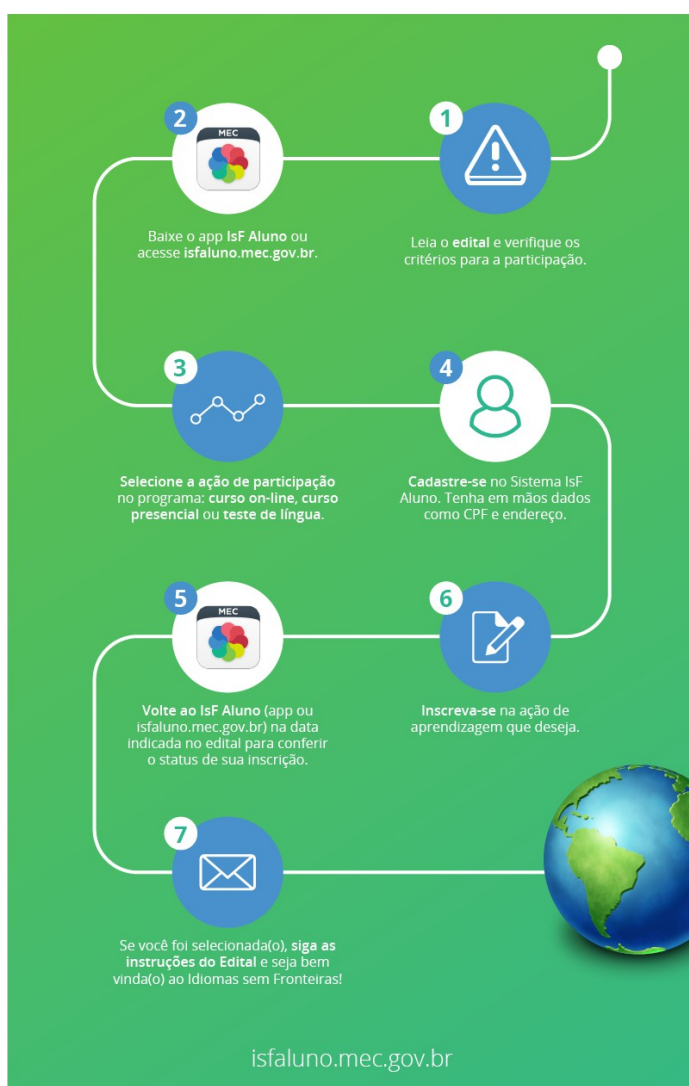 1
Leia o edital e verifique os
critérios para a participação.
2
MEC
Baixe o app IsF Aluno ou
acesse isfaluno.mec.gov.br.
3
Selecione a ação de participação
no programa: curso on-line, curso
presencial ou teste de língua.
4
Cadastre-se no Sistema IsF
Aluno. Tenha em mãos dados
como CPF e endereço.
5
MEC
Volte ao IsF Aluno (app ou
isfaluno.mec.gov.br) na data
indicada no edital para conferir
o status de sua inscrição.
6
Inscreva-se na ação de
aprendizagem que deseja.
7
Se você foi selecionada(o), siga as
instruções do Edital e seja bem
vinda(o) ao Idiomas sem Fronteiras!
isfaluno.mec.gov.br